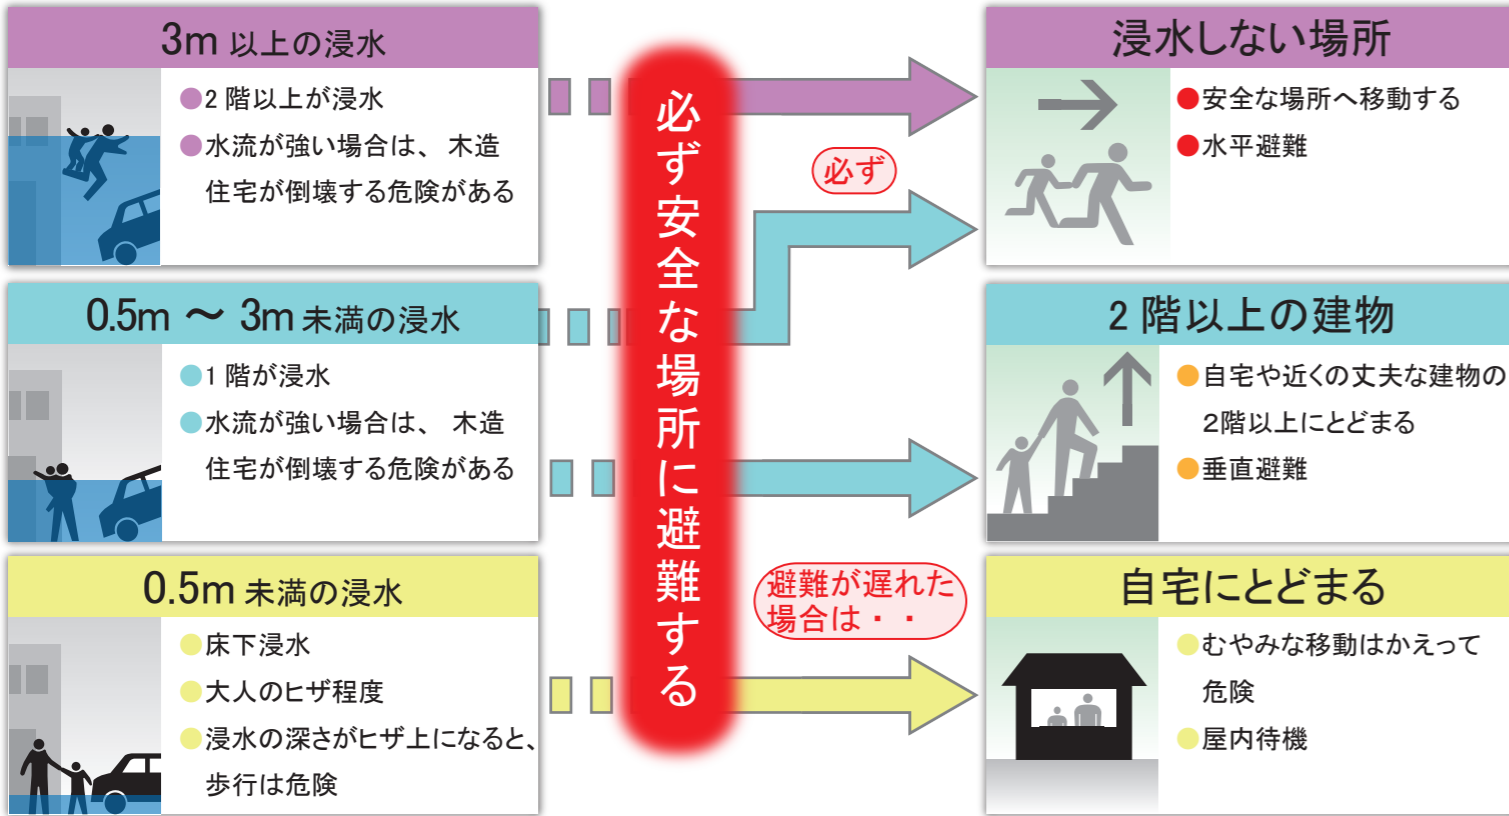 3m 以上の浸水
●2 階以上が浸水
●水流が強い場合は、 木造
住宅が倒壊する危険がある
0.5m ～ 3m 未満の浸水
●1 階が浸水
●水流が強い場合は、 木造
住宅が倒壊する危険がある
0.5m 未満の浸水
●床下浸水
●大人のヒザ程度
●浸水の深さがヒザ上になると、
歩行は危険
必ず安全な場所に避難する
必ず
避難が遅れた
場合は・・
浸水しない場所
●安全な場所へ移動する
●水平避難
2 階以上の建物
●自宅や近くの丈夫な建物の
２階以上にとどまる
●垂直避難
自宅にとどまる
●むやみな移動はかえって
危険
●屋内待機